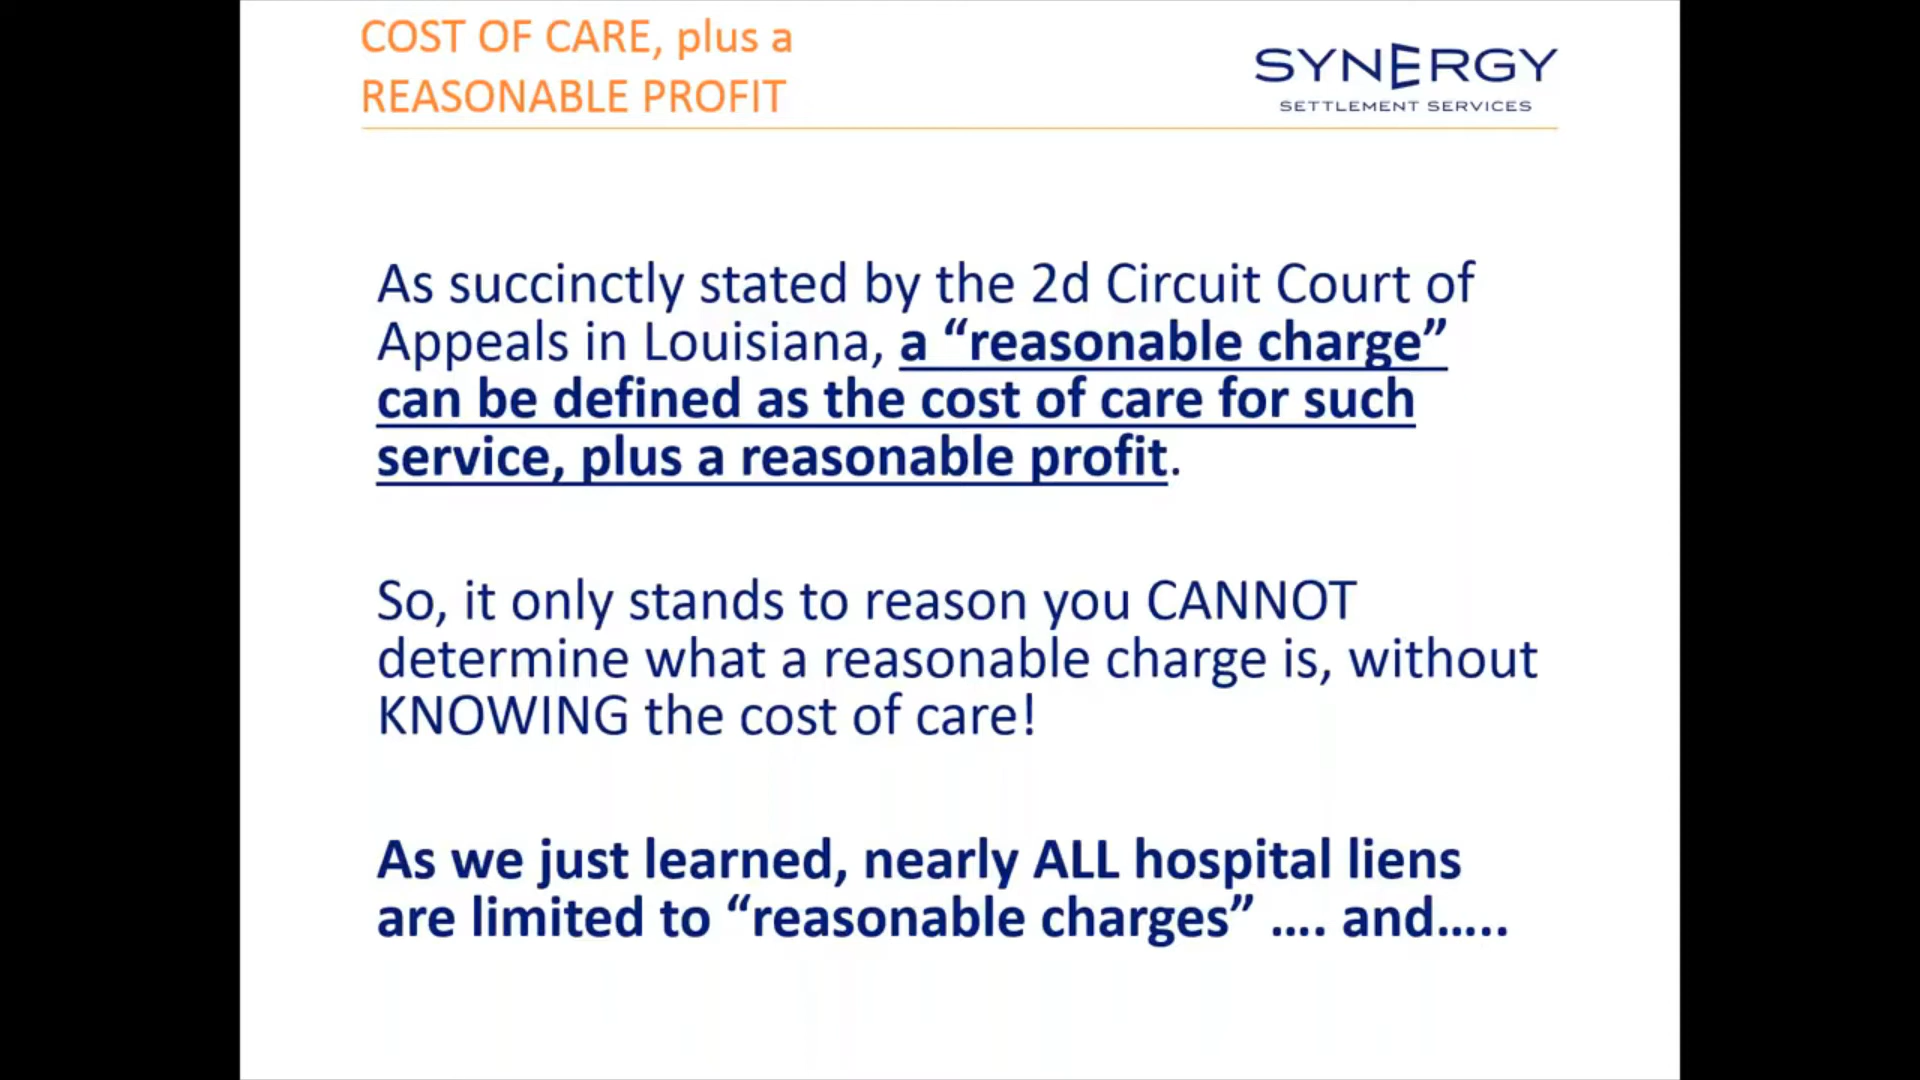 COST OF CARE, plus a
REASONABLE PROFIT
SYNERGY
SETTLEMENT SERVICES
As succinctly stated by the 2d Circuit Court of
Appeals in Louisiana, a “reasonable charge”
can be defined as the cost of care for such
service, plus a reasonable profit.
So, it only stands to reason you CANNOT
determine what a reasonable charge is, without
KNOWING the cost of care!
As we just learned, nearly ALL hospital liens
are limited to “reasonable charges” .... and.....